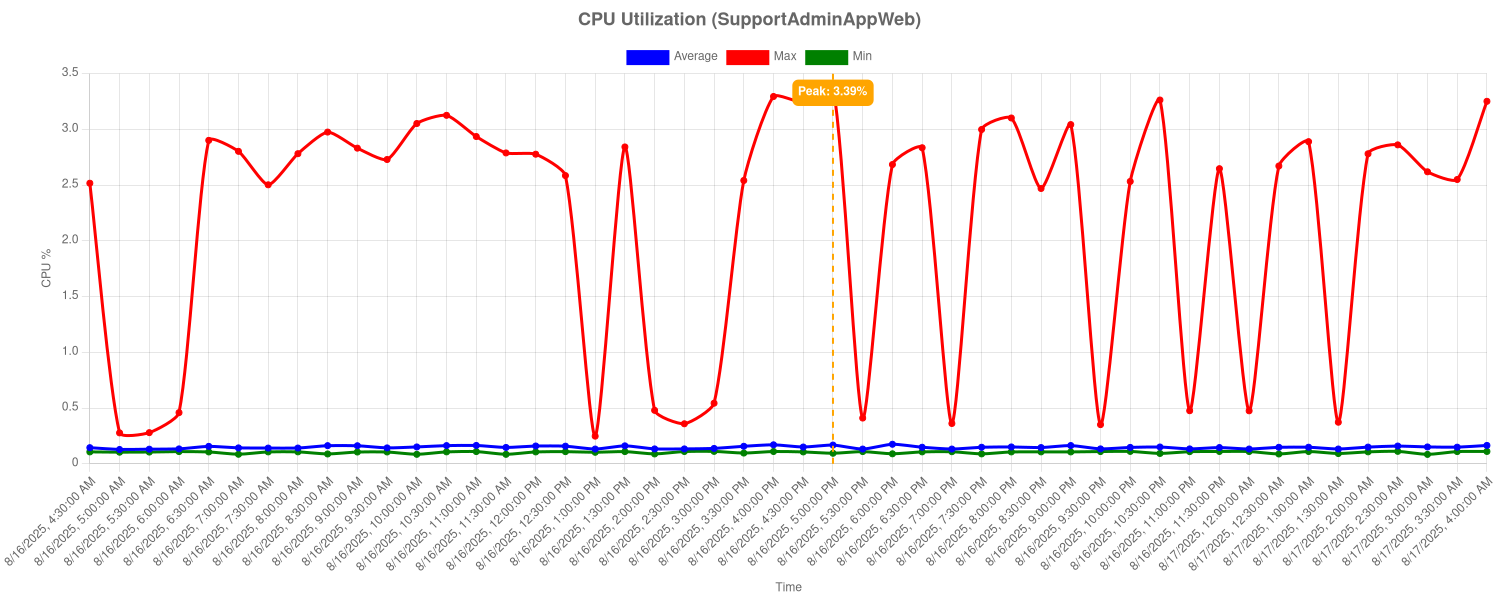 CPU Utilization (SupportAdminAppWeb)
Average Max Min
Peak: 3.39%
3.5
3.0
2.5
2.0
1.5
1.0
0.5
0
CPU %
8/16/2025, 4:30:00 AM
8/16/2025, 5:00:00 AM
8/16/2025, 5:30:00 AM
8/16/2025, 6:00:00 AM
8/16/2025, 6:30:00 AM
8/16/2025, 7:00:00 AM
8/16/2025, 7:30:00 AM
8/16/2025, 8:00:00 AM
8/16/2025, 8:30:00 AM
8/16/2025, 9:00:00 AM
8/16/2025, 9:30:00 AM
8/16/2025, 10:00:00 AM
8/16/2025, 10:30:00 AM
8/16/2025, 11:00:00 AM
8/16/2025, 11:30:00 AM
8/16/2025, 12:00:00 PM
8/16/2025, 12:30:00 PM
8/16/2025, 1:00:00 PM
8/16/2025, 1:30:00 PM
8/16/2025, 2:00:00 PM
8/16/2025, 2:30:00 PM
8/16/2025, 3:00:00 PM
8/16/2025, 3:30:00 PM
8/16/2025, 4:00:00 PM
8/16/2025, 4:30:00 PM
8/16/2025, 5:00:00 PM
8/16/2025, 5:30:00 PM
8/16/2025, 6:00:00 PM
8/16/2025, 6:30:00 PM
8/16/2025, 7:00:00 PM
8/16/2025, 7:30:00 PM
8/16/2025, 8:00:00 PM
8/16/2025, 8:30:00 PM
8/16/2025, 9:00:00 PM
8/16/2025, 9:30:00 PM
8/16/2025, 10:00:00 PM
8/16/2025, 10:30:00 PM
8/16/2025, 11:00:00 PM
8/16/2025, 11:30:00 PM
8/17/2025, 12:00:00 AM
8/17/2025, 12:30:00 AM
8/17/2025, 1:00:00 AM
8/17/2025, 1:30:00 AM
8/17/2025, 2:00:00 AM
8/17/2025, 2:30:00 AM
8/17/2025, 3:00:00 AM
8/17/2025, 3:30:00 AM
8/17/2025, 4:00:00 AM
Time